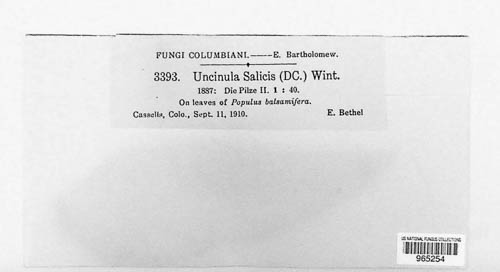 FUNGI COLUMBIANI.——E. Bartholomew.
3393. Uncinula Salicis (DC.) Wint.
1887: Die Pilze II. 1 : 40.
On leaves of Populus balsamifera.
Cassells, Colo., Sept. 11, 1910. E. Bethel
US NATIONAL FUNGUS COLLECTIONS
965254